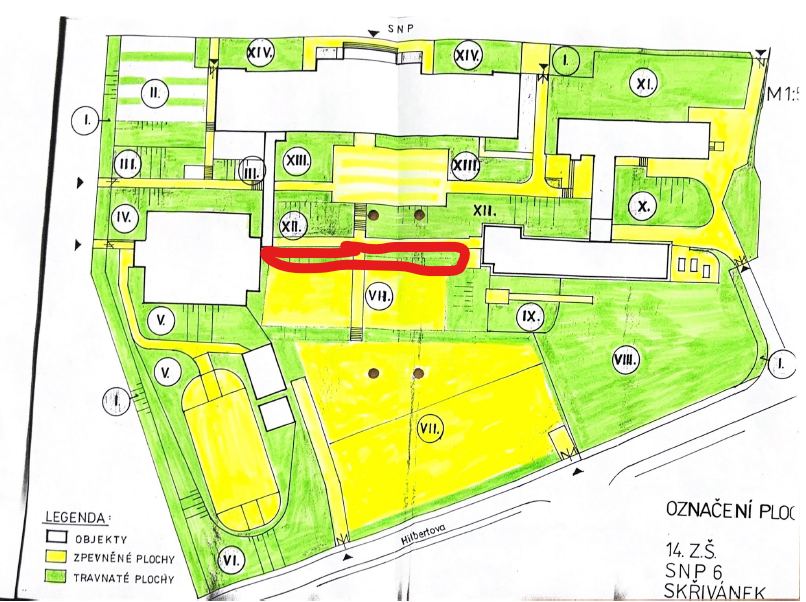 SNP
XIV.
XIV.
I.
II.
XI.
M1:
I.
III.
III.
XIII.
XIII.
IV.
XII.
XII.
X.
V.
VII.
IX.
V.
VIII.
I.
I.
VII.
VI.
Hilbertova
LEGENDA:
OBJEKTY
ZPEVNĚNÉ PLOCHY
TRAVNATÉ PLOCHY
OZNAČENÍ PLOC
14. Z.Š.
SNP 6
SKŘIVÁNEK